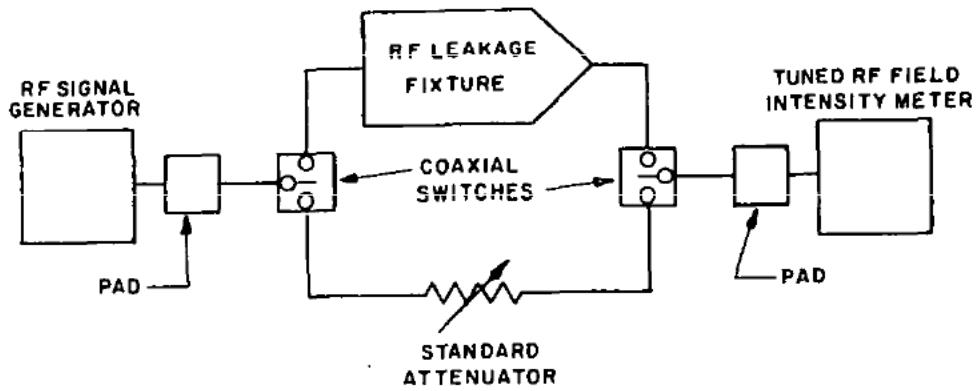 RF LEAKAGE
FIXTURE
RF SIGNAL
GENERATOR
TUNED RF FIELD
INTENSITY METER
COAXIAL
SWITCHES
PAD
PAD
STANDARD
ATTENUATOR